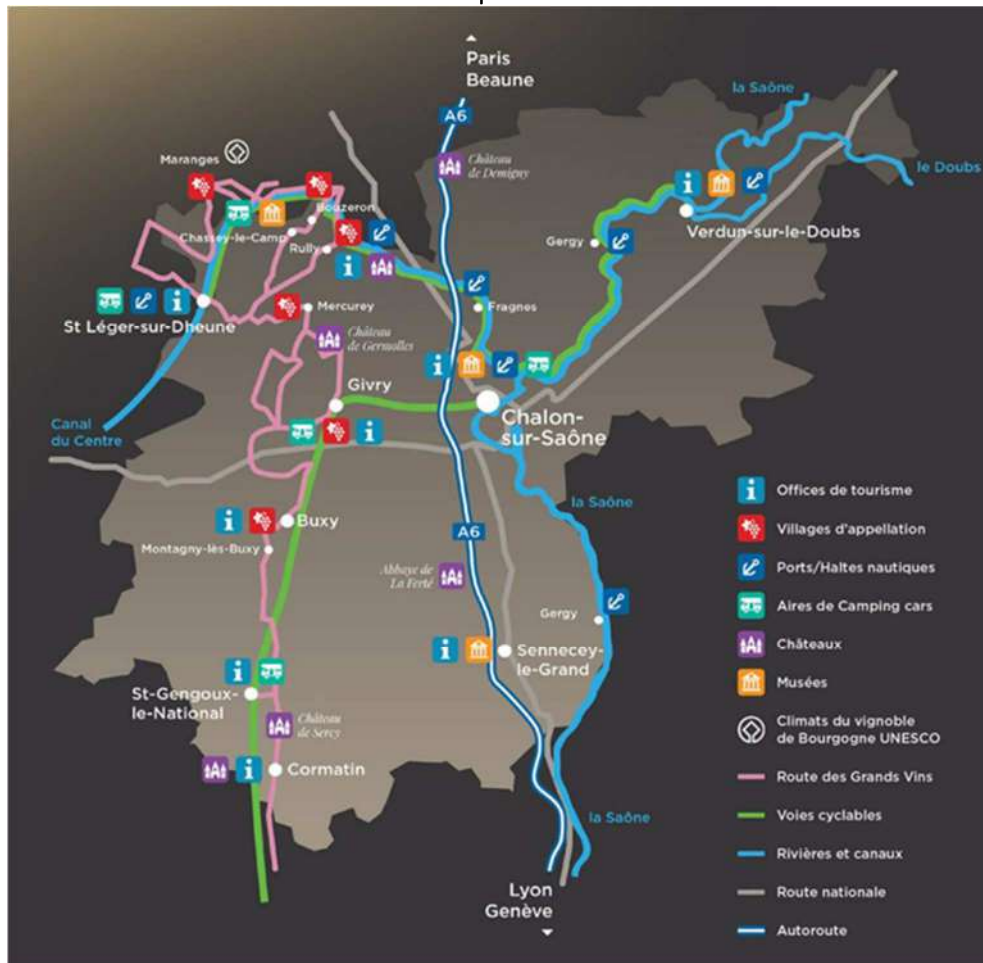 Paris
Beaune
A6
la Saône
le Doubs
Château
de Demigny
Maranges
Bouzeron
Chassey-le-Camp
Rully
Gergy
Verdun-sur-le-Doubs
Mercurey
Fragnes
St Léger-sur-Dheune
Château
de Germolles
Givry
Chalon-
sur-Saône
Canal
du Centre
la Saône
Buxy
Montagny-lès-Buxy
A6
Abbaye de
La Ferté
Gergy
Sennecey-
le-Grand
St-Gengoux-
le-National
Château
de Sercy
Cormatin
la Saône
Lyon
Genève
i Offices de tourisme
Villages d'appellation
Ports/Haltes nautiques
Aires de Camping cars
Châteaux
Musées
Climats du vignoble
de Bourgogne UNESCO
Route des Grands Vins
Voies cyclables
Rivières et canaux
Route nationale
Autoroute